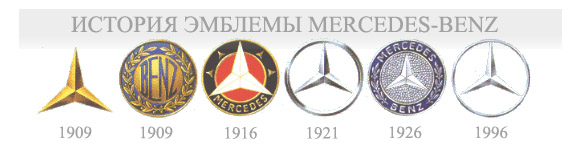 ИСТОРИЯ ЭМБЛЕМЫ MERCEDES-BENZ
BENZ
MERCEDES
MERCEDES
BENZ
1909 1909 1916 1921 1926 1996